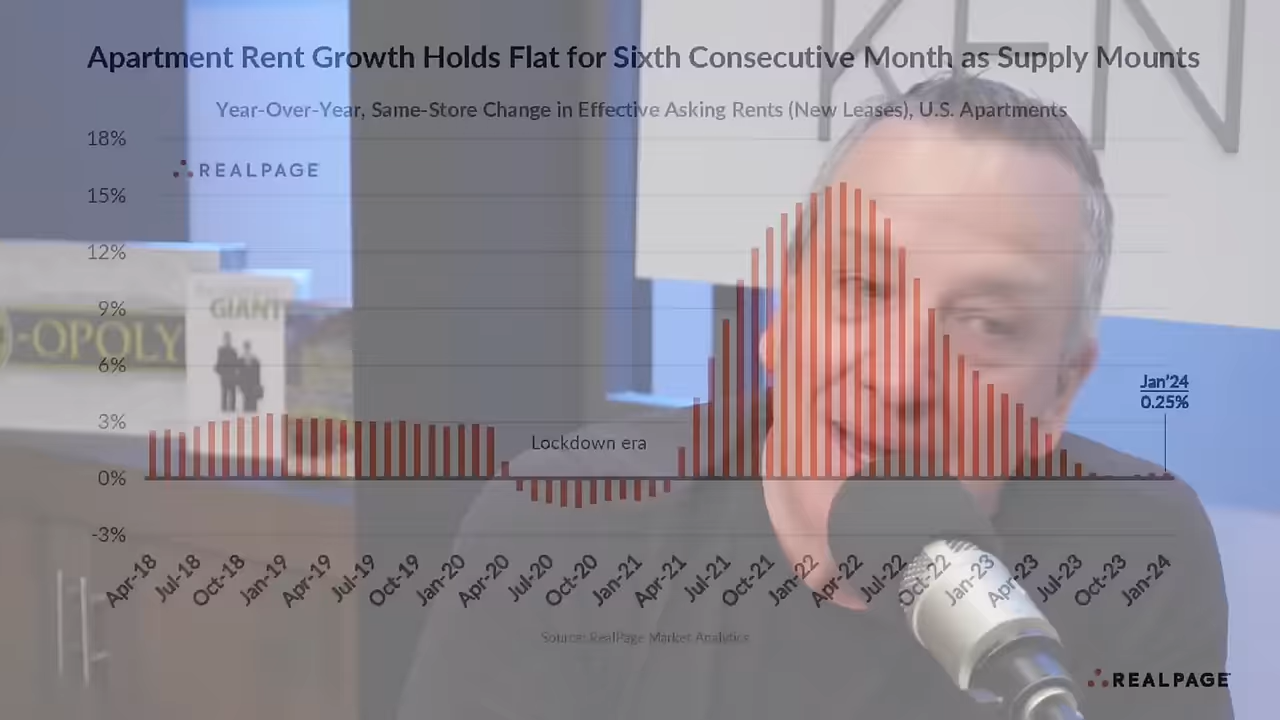 KEN
Apartment Rent Growth Holds Flat for Sixth Consecutive Month as Supply Mounts
Year-Over-Year, Same-Store Change in Effective Asking Rents (New Leases), U.S. Apartments
18%
REALPAGE
15%
12%
9%
GIANT
-OPOLY
6%
Jan'24
0.25%
3%
Lockdown era
0%
-3%
Apr-18 Jul-18 Oct-18 Jan-19 Apr-19 Jul-19 Oct-19 Jan-20 Apr-20 Jul-20 Oct-20 Jan-21 Apr-21 Jul-21 Oct-21 Jan-22 Apr-22 Jul-22 Oct-22 Jan-23 Apr-23 Jul-23 Oct-23 Jan-24
Source: RealPage Market Analytics
REALPAGE